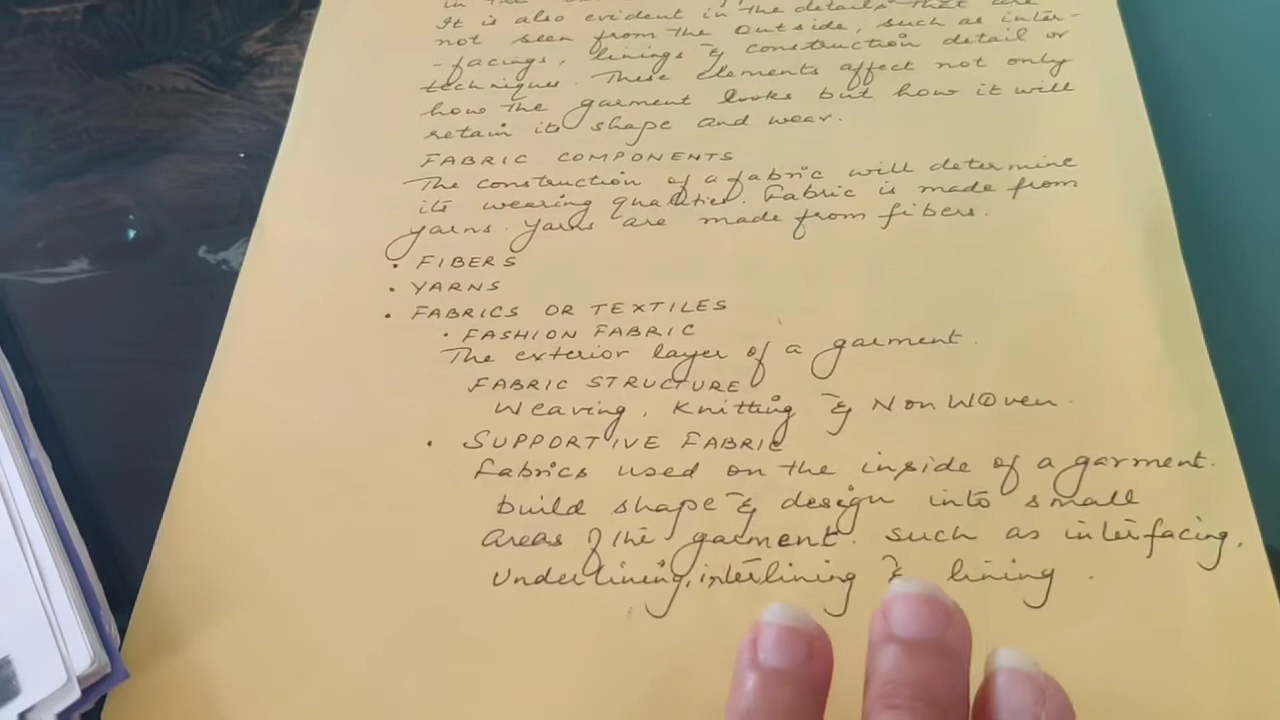 It is also evident in the details that are
not seen from the outside, such as inter-
-facings, linings & construction detail or
techniques. These elements affect not only
how the garment looks but how it will
retain its shape and wear.
FABRIC COMPONENTS
The construction of a fabric will determine
its wearing qualities. Fabric is made from
yarns. Yarns are made from fibers.
• FIBERS
• YARNS
• FABRICS OR TEXTILES
• FASHION FABRIC
The exterior layer of a garment.
FABRIC STRUCTURE
Weaving, Knitting & Non Woven.
• SUPPORTIVE FABRIC
Fabrics used on the inside of a garment.
build shape & design into small
areas of the garment. such as interfacing,
Underlining, interlining & lining.